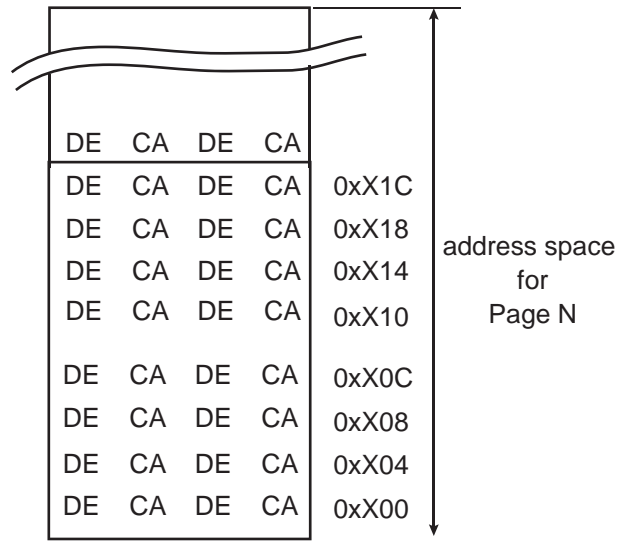 DE CA DE CA
DE CA DE CA 0xX1C
DE CA DE CA 0xX18
DE CA DE CA 0xX14
DE CA DE CA 0xX10
DE CA DE CA 0xX0C
DE CA DE CA 0xX08
DE CA DE CA 0xX04
DE CA DE CA 0xX00
address space
for
Page N